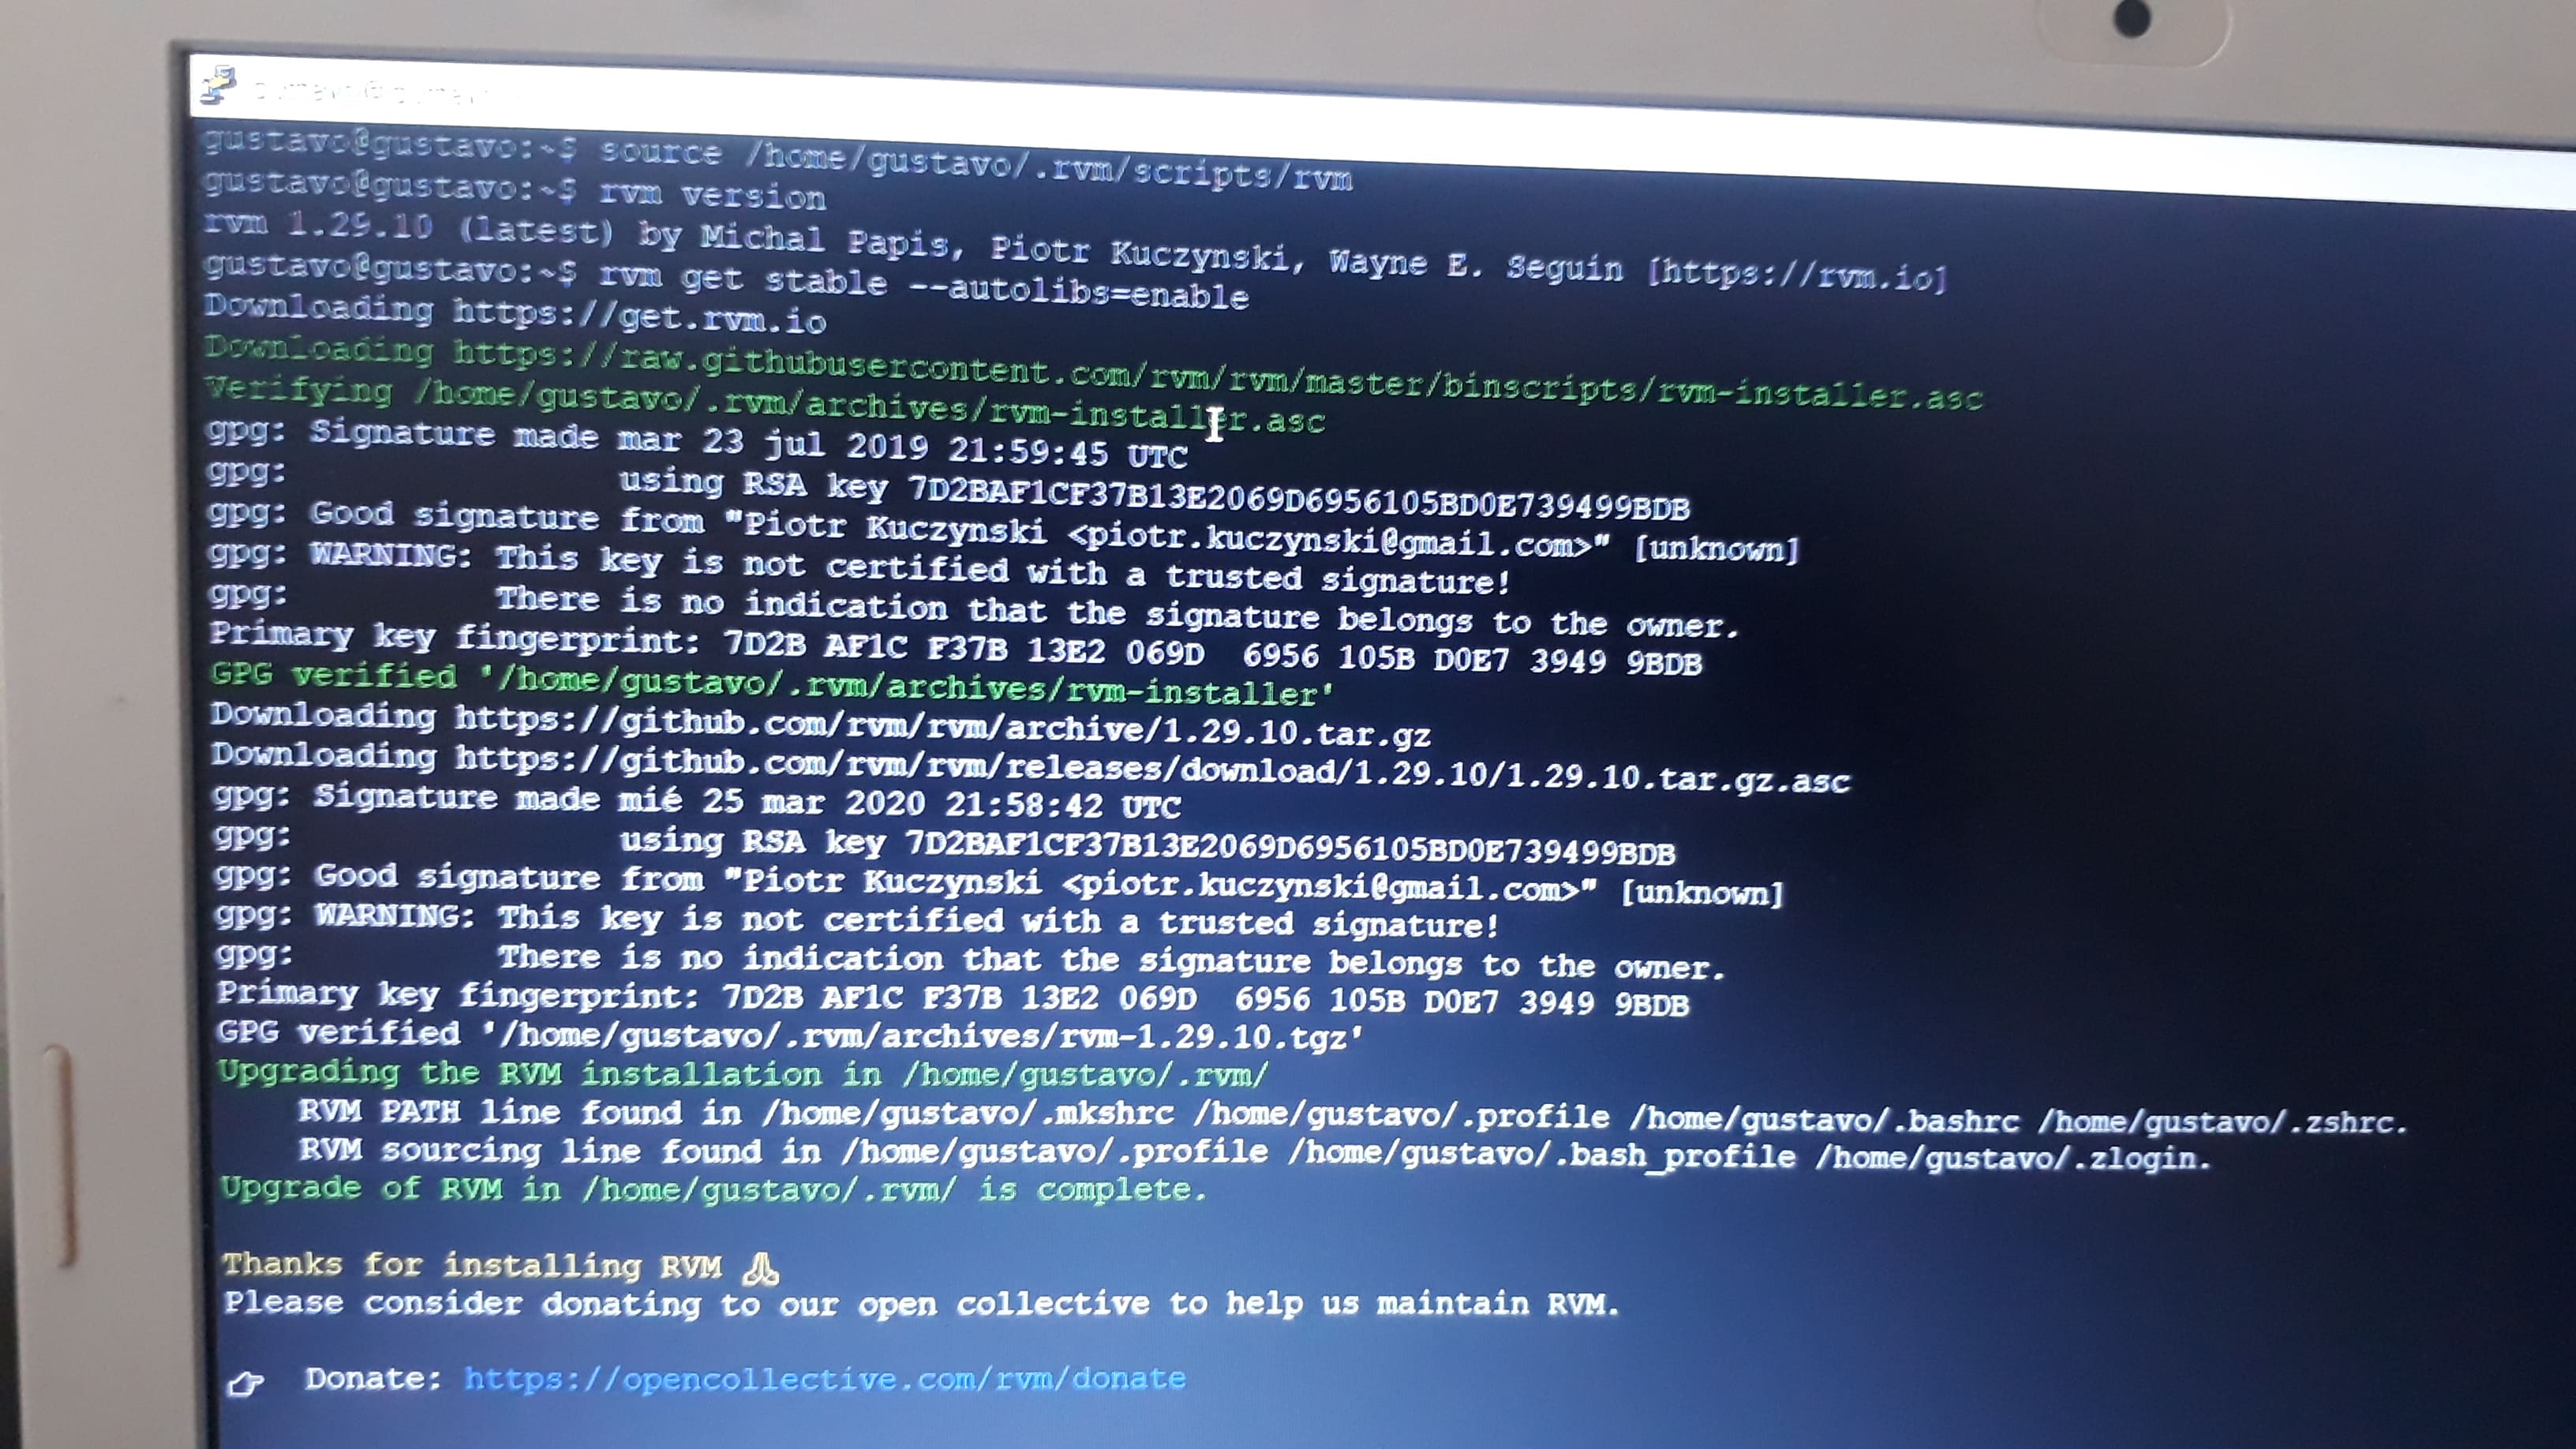 gustavo@gustavo:~$ source /home/gustavo/.rvm/scripts/rvm
gustavo@gustavo:~$ rvm version
rvm 1.29.10 (latest) by Michal Papis, Piotr Kuczynski, Wayne E. Seguin [https://rvm.io]
gustavo@gustavo:~$ rvm get stable --autolibs=enable
Downloading https://get.rvm.io
Downloading https://raw.githubusercontent.com/rvm/rvm/master/binscripts/rvm-installer.asc
Verifying /home/gustavo/.rvm/archives/rvm-installer.asc
gpg: Signature made mar 23 jul 2019 21:59:45 UTC
gpg:                using RSA key 7D2BAF1CF37B13E2069D6956105BD0E739499BDB
gpg: Good signature from "Piotr Kuczynski <piotr.kuczynski@gmail.com>" [unknown]
gpg: WARNING: This key is not certified with a trusted signature!
gpg:          There is no indication that the signature belongs to the owner.
Primary key fingerprint: 7D2B AF1C F37B 13E2 069D  6956 105B D0E7 3949 9BDB
GPG verified '/home/gustavo/.rvm/archives/rvm-installer'
Downloading https://github.com/rvm/rvm/archive/1.29.10.tar.gz
Downloading https://github.com/rvm/rvm/releases/download/1.29.10/1.29.10.tar.gz.asc
gpg: Signature made mié 25 mar 2020 21:58:42 UTC
gpg:                using RSA key 7D2BAF1CF37B13E2069D6956105BD0E739499BDB
gpg: Good signature from "Piotr Kuczynski <piotr.kuczynski@gmail.com>" [unknown]
gpg: WARNING: This key is not certified with a trusted signature!
gpg:          There is no indication that the signature belongs to the owner.
Primary key fingerprint: 7D2B AF1C F37B 13E2 069D  6956 105B D0E7 3949 9BDB
GPG verified '/home/gustavo/.rvm/archives/rvm-1.29.10.tgz'
Upgrading the RVM installation in /home/gustavo/.rvm/
    RVM PATH line found in /home/gustavo/.mkshrc /home/gustavo/.profile /home/gustavo/.bashrc /home/gustavo/.zshrc.
    RVM sourcing line found in /home/gustavo/.profile /home/gustavo/.bash_profile /home/gustavo/.zlogin.
Upgrade of RVM in /home/gustavo/.rvm/ is complete.
Thanks for installing RVM 🙏
Please consider donating to our open collective to help us maintain RVM.
👉  Donate: https://opencollective.com/rvm/donate